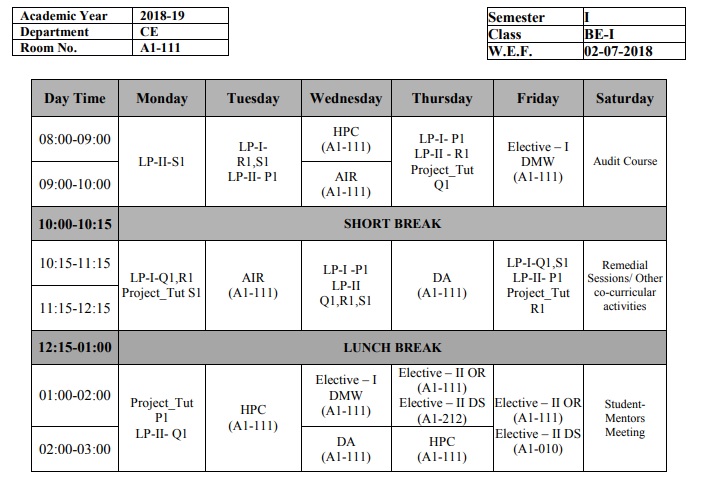 Academic Year 2018-19
Department CE
Room No. A1-111
Semester I
Class BE-I
W.E.F. 02-07-2018
Day Time Monday Tuesday Wednesday Thursday Friday Saturday
08:00-09:00
09:00-10:00
LP-II-S1
LP-I-
R1,S1
LP-II- P1
HPC
(A1-111)
AIR
(A1-111)
LP-I- P1
LP-II - R1
Project_Tut
Q1
Elective – I
DMW
(A1-111)
Audit Course
10:00-10:15 SHORT BREAK
10:15-11:15
11:15-12:15
LP-I-Q1,R1
Project_Tut S1
AIR
(A1-111)
LP-I -P1
LP-II
Q1,R1,S1
DA
(A1-111)
LP-I-Q1,S1
LP-II- P1
Project_Tut
R1
Remedial
Sessions/ Other
co-curricular
activities
12:15-01:00 LUNCH BREAK
01:00-02:00
02:00-03:00
Project_Tut
P1
LP-II- Q1
HPC
(A1-111)
Elective – I
DMW
(A1-111)
DA
(A1-111)
Elective – II OR
(A1-111)
Elective – II DS
(A1-212)
HPC
(A1-111)
Elective – II OR
(A1-111)
Elective – II DS
(A1-010)
Student-
Mentors
Meeting